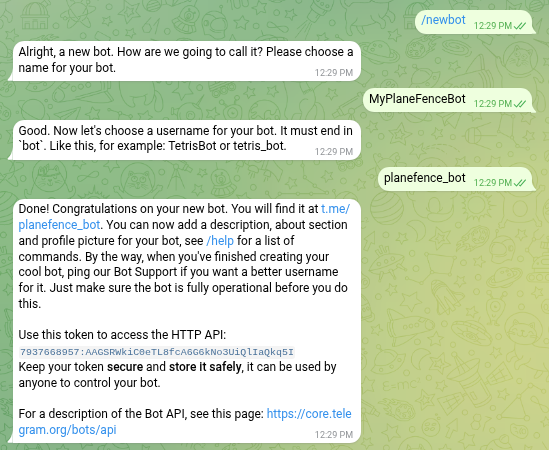 /newbot
12:29 PM
Alright, a new bot. How are we going to call it? Please choose a
name for your bot.
12:29 PM
MyPlaneFenceBot
12:29 PM
Good. Now let's choose a username for your bot. It must end in
`bot`. Like this, for example: TetrisBot or tetris_bot.
12:29 PM
planefence_bot
12:29 PM
Done! Congratulations on your new bot. You will find it at t.me/
planefence_bot. You can now add a description, about section
and profile picture for your bot, see /help for a list of
commands. By the way, when you've finished creating your
cool bot, ping our Bot Support if you want a better username
for it. Just make sure the bot is fully operational before you do
this.
Use this token to access the HTTP API:
7937668957:AAGSRWkiC0eTL8fcA6G6kNo3UiQlIaQkq5I
Keep your token secure and store it safely, it can be used by
anyone to control your bot.
For a description of the Bot API, see this page: https://core.tele
gram.org/bots/api
12:29 PM